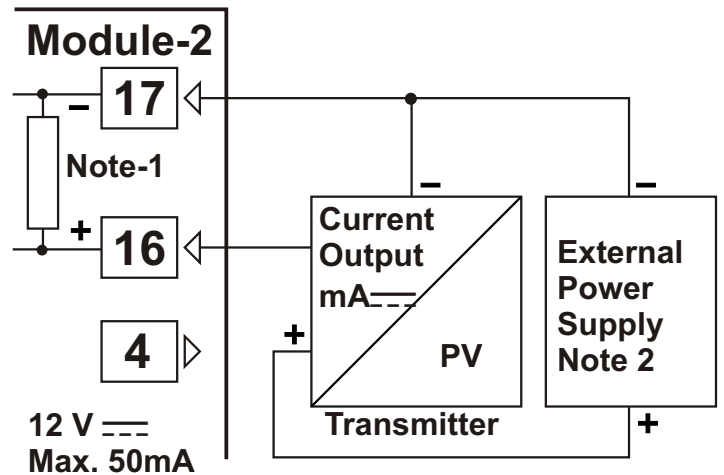 Module-2
– 17
Note-1
+ 16
4
12 V
Max. 50mA
–
Current
Output
mA
+
PV
Transmitter
–
External
Power
Supply
Note 2
+